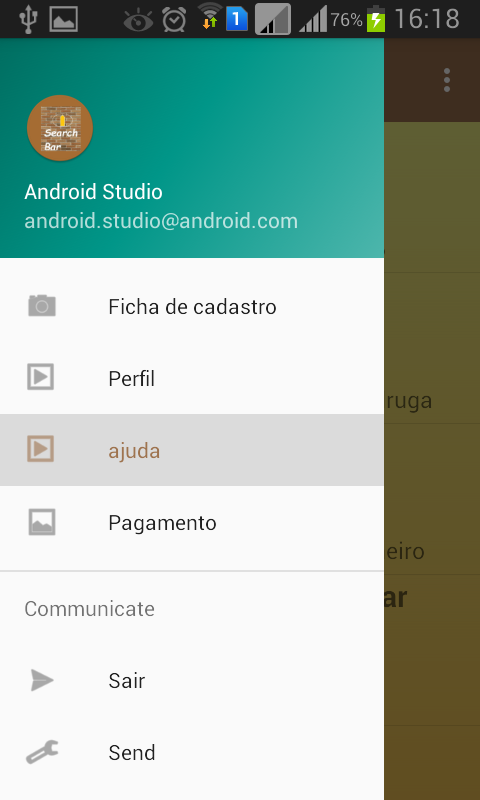 1 76% 16:18
Search
Bar
Android Studio
android.studio@android.com
Ficha de cadastro
Perfil
ruga
ajuda
Pagamento
eiro
ar
Communicate
Sair
Send